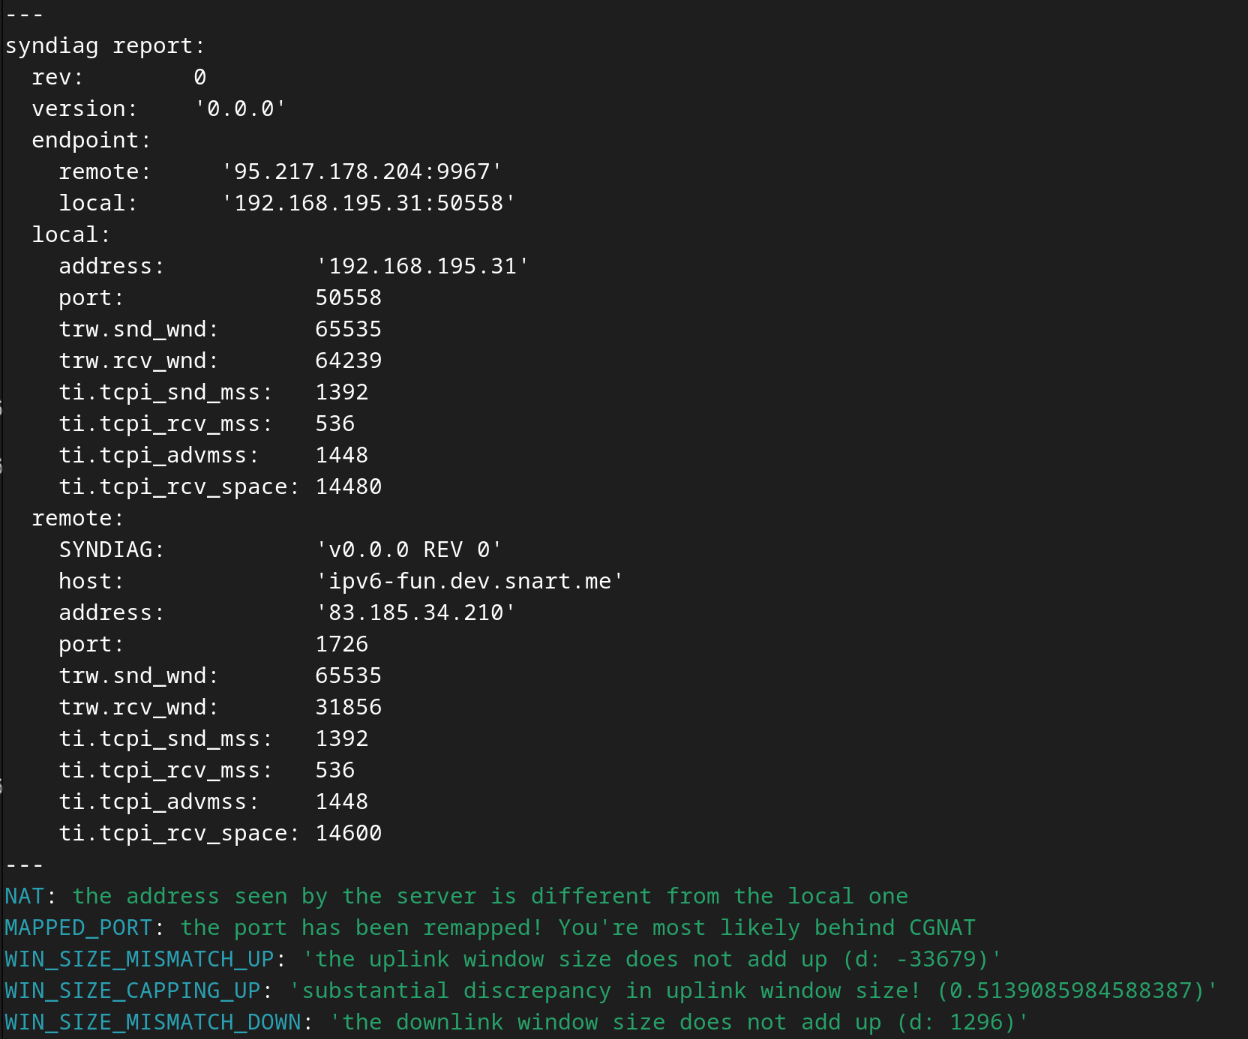 ---
syndiag report:
  rev:        0
  version:    '0.0.0'
  endpoint:
    remote:     '95.217.178.204:9967'
    local:      '192.168.195.31:50558'
  local:
    address:           '192.168.195.31'
    port:              50558
    trw.snd_wnd:       65535
    trw.rcv_wnd:       64239
    ti.tcpi_snd_mss:   1392
    ti.tcpi_rcv_mss:   536
    ti.tcpi_advmss:    1448
    ti.tcpi_rcv_space: 14480
  remote:
    SYNDIAG:           'v0.0.0 REV 0'
    host:              'ipv6-fun.dev.snart.me'
    address:           '83.185.34.210'
    port:              1726
    trw.snd_wnd:       65535
    trw.rcv_wnd:       31856
    ti.tcpi_snd_mss:   1392
    ti.tcpi_rcv_mss:   536
    ti.tcpi_advmss:    1448
    ti.tcpi_rcv_space: 14600
---
NAT: the address seen by the server is different from the local one
MAPPED_PORT: the port has been remapped! You're most likely behind CGNAT
WIN_SIZE_MISMATCH_UP: 'the uplink window size does not add up (d: -33679)'
WIN_SIZE_CAPPING_UP: 'substantial discrepancy in uplink window size! (0.5139085984588387)'
WIN_SIZE_MISMATCH_DOWN: 'the downlink window size does not add up (d: 1296)'